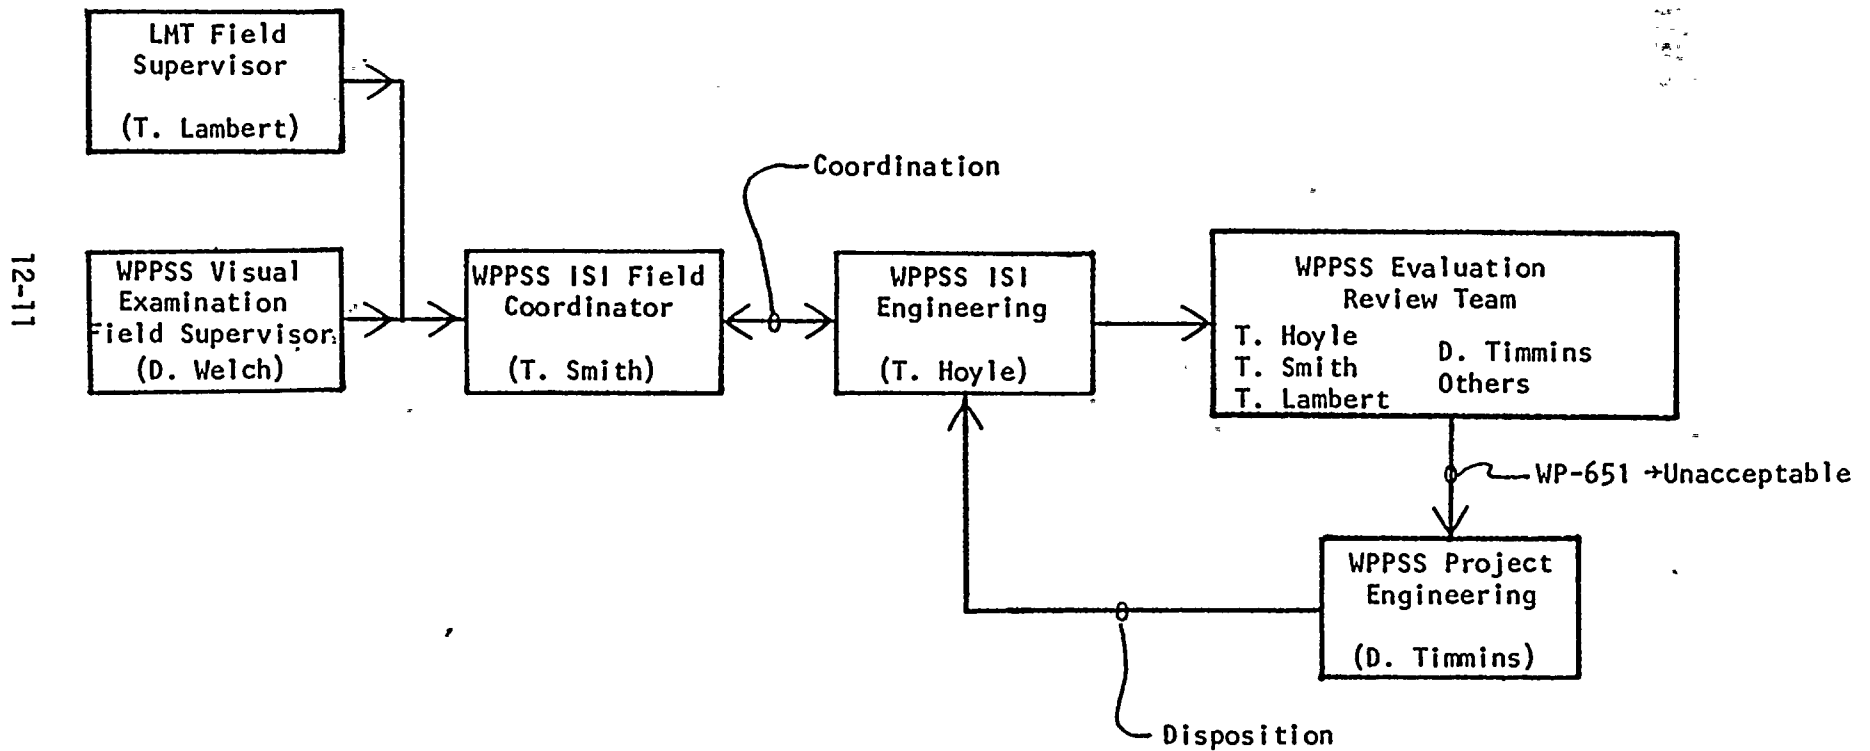 LMT Field
Supervisor
(T. Lambert)
Coordination
12-11
WPPSS Visual
Examination
Field Supervisor
(D. Welch)
WPPSS ISI Field
Coordinator
(T. Smith)
WPPSS ISI
Engineering
(T. Hoyle)
WPPSS Evaluation
Review Team
T. Hoyle
T. Smith
T. Lambert
D. Timmins
Others
WP-651 →Unacceptable
WPPSS Project
Engineering
(D. Timmins)
Disposition